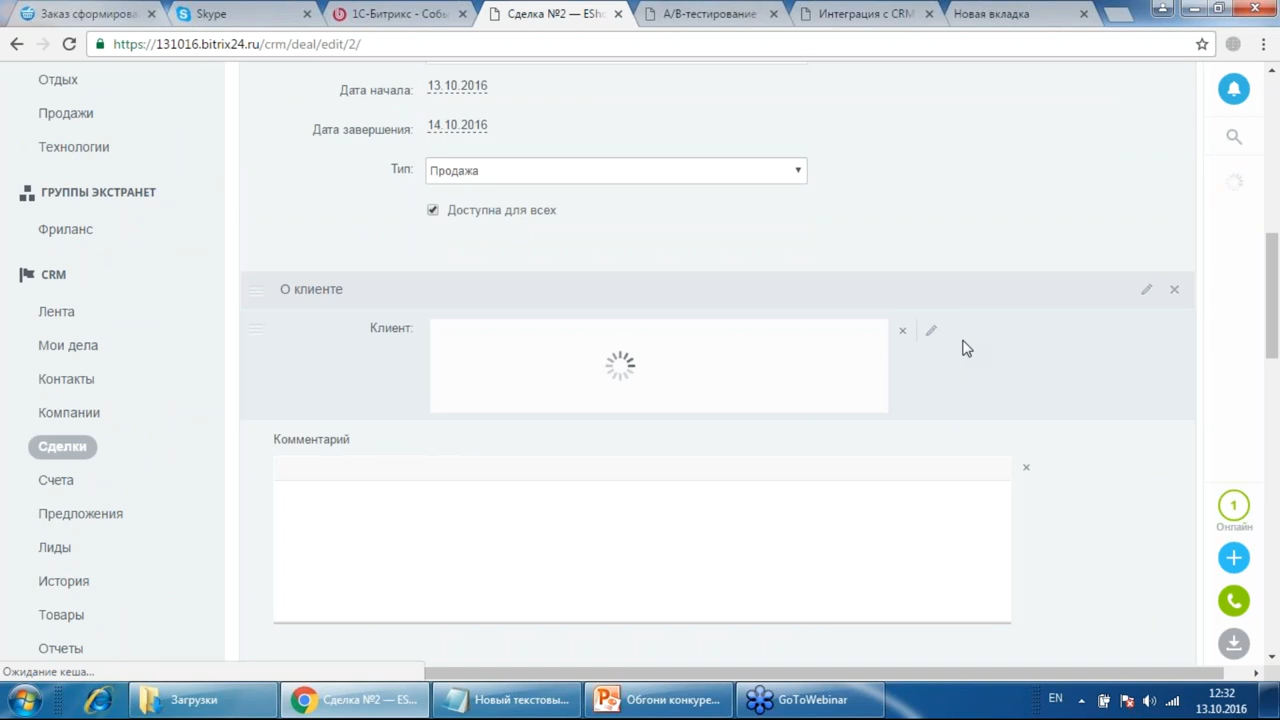 Заказ сформирова
Skype
1С-Битрикс - Собы
Сделка №2 — ESho
A/B-тестирование
Интеграция с CRM
Новая вкладка
https://131016.bitrix24.ru/crm/deal/edit/2/
Отдых
Продажи
Технологии
ГРУППЫ ЭКСТРАНЕТ
Фриланс
CRM
Лента
Мои дела
Контакты
Компании
Сделки
Счета
Предложения
Лиды
История
Товары
Отчеты
Дата начала: 13.10.2016
Дата завершения: 14.10.2016
Тип: Продажа
Доступна для всех
О клиенте
Клиент:
Комментарий
1
Онлайн
Ожидание кеша...
Загрузки
Сделка №2 — ES...
Новый текстовы...
Обгони конкуре...
GoToWebinar
EN
12:32
13.10.2016